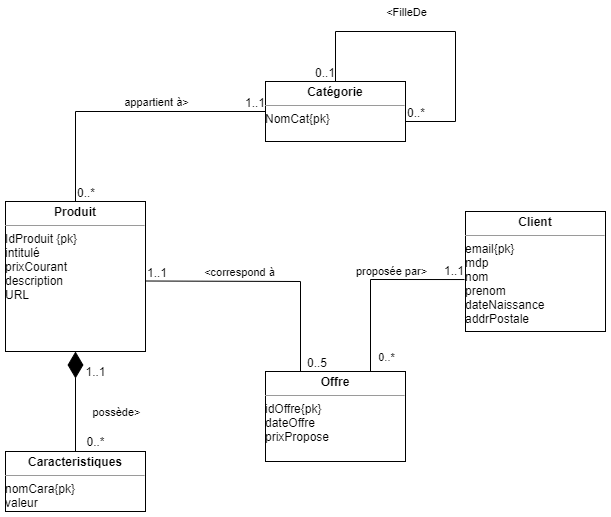 <FilleDe
0..1
Catégorie
appartient à>
1..1
0..*
NomCat{pk}
0..*
Produit
IdProduit {pk}
intitulé
prixCourant
description
URL
Client
email{pk}
mdp
nom
prenom
dateNaissance
addrPostale
1..1
<correspond à
proposée par>
1..1
0..5
0..*
1..1
Offre
idOffre{pk}
dateOffre
prixPropose
possède>
0..*
Caracteristiques
nomCara{pk}
valeur